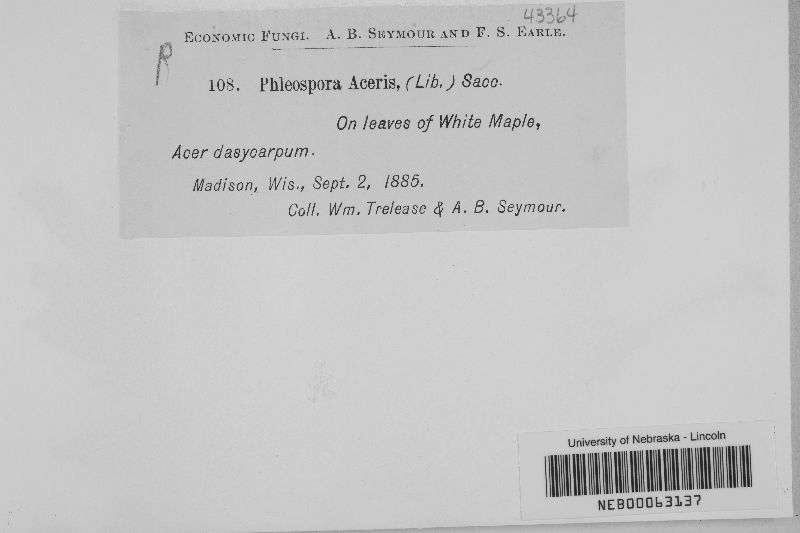 43364
ECONOMIC FUNGI. A. B. SEYMOUR AND F. S. EARLE.
108. Phleospora Aceris, (Lib.) Sacc.
On leaves of White Maple,
Acer dasycarpum.
Madison, Wis., Sept. 2, 1885.
Coll. Wm. Trelease & A. B. Seymour.
University of Nebraska - Lincoln
NEB00063137